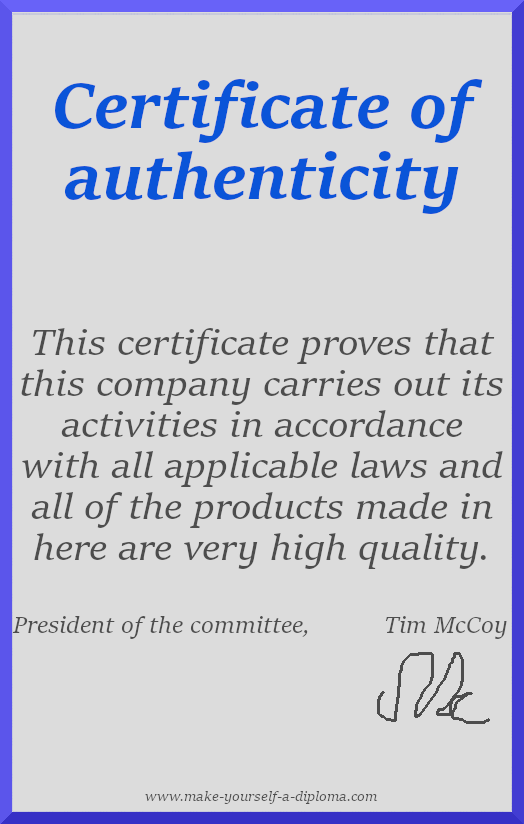 Certificate of
authenticity
This certificate proves that
this company carries out its
activities in accordance
with all applicable laws and
all of the products made in
here are very high quality.
President of the committee, Tim McCoy
www.make-yourself-a-diploma.com